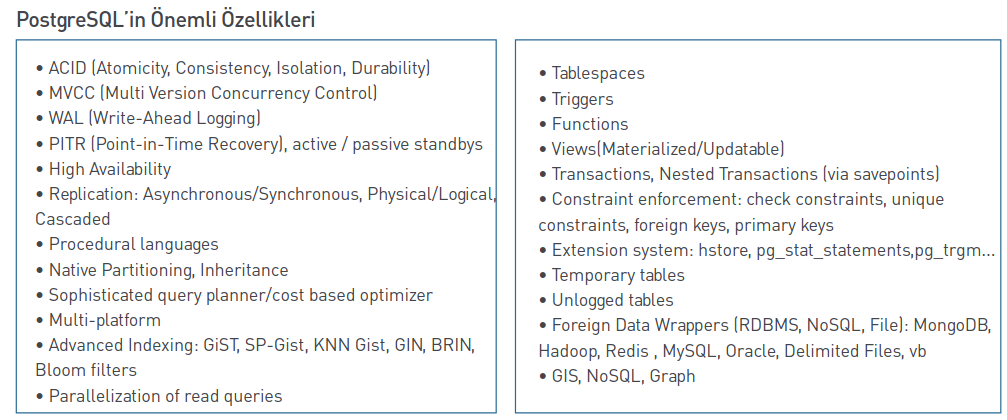 PostgreSQL’in Önemli Özellikleri
• ACID (Atomicity, Consistency, Isolation, Durability)
• MVCC (Multi Version Concurrency Control)
• WAL (Write-Ahead Logging)
• PITR (Point-in-Time Recovery), active / passive standbys
• High Availability
• Replication: Asynchronous/Synchronous, Physical/Logical,
Cascaded
• Procedural languages
• Native Partitioning, Inheritance
• Sophisticated query planner/cost based optimizer
• Multi-platform
• Advanced Indexing: GiST, SP-Gist, KNN Gist, GIN, BRIN,
Bloom filters
• Parallelization of read queries
• Tablespaces
• Triggers
• Functions
• Views(Materialized/Updatable)
• Transactions, Nested Transactions (via savepoints)
• Constraint enforcement: check constraints, unique
constraints, foreign keys, primary keys
• Extension system: hstore, pg_stat_statements,pg_trgm...
• Temporary tables
• Unlogged tables
• Foreign Data Wrappers (RDBMS, NoSQL, File): MongoDB,
Hadoop, Redis , MySQL, Oracle, Delimited Files, vb
• GIS, NoSQL, Graph